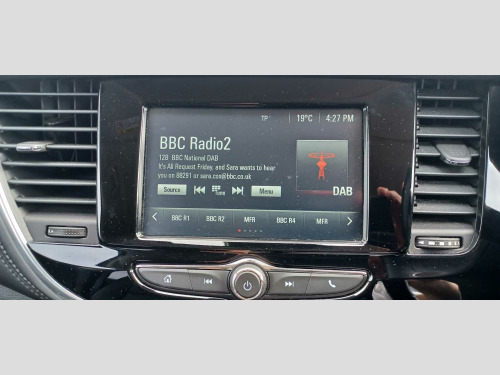 TP 19°C 4:27 PM
BBC Radio2
12B BBC National DAB
It's All Request Friday, and Sara wants to hear
you on 88291 or sara.cox@bbc.co.uk
Source Tune Menu
DAB
BBC R1 BBC R2 MFR BBC R4 MFR